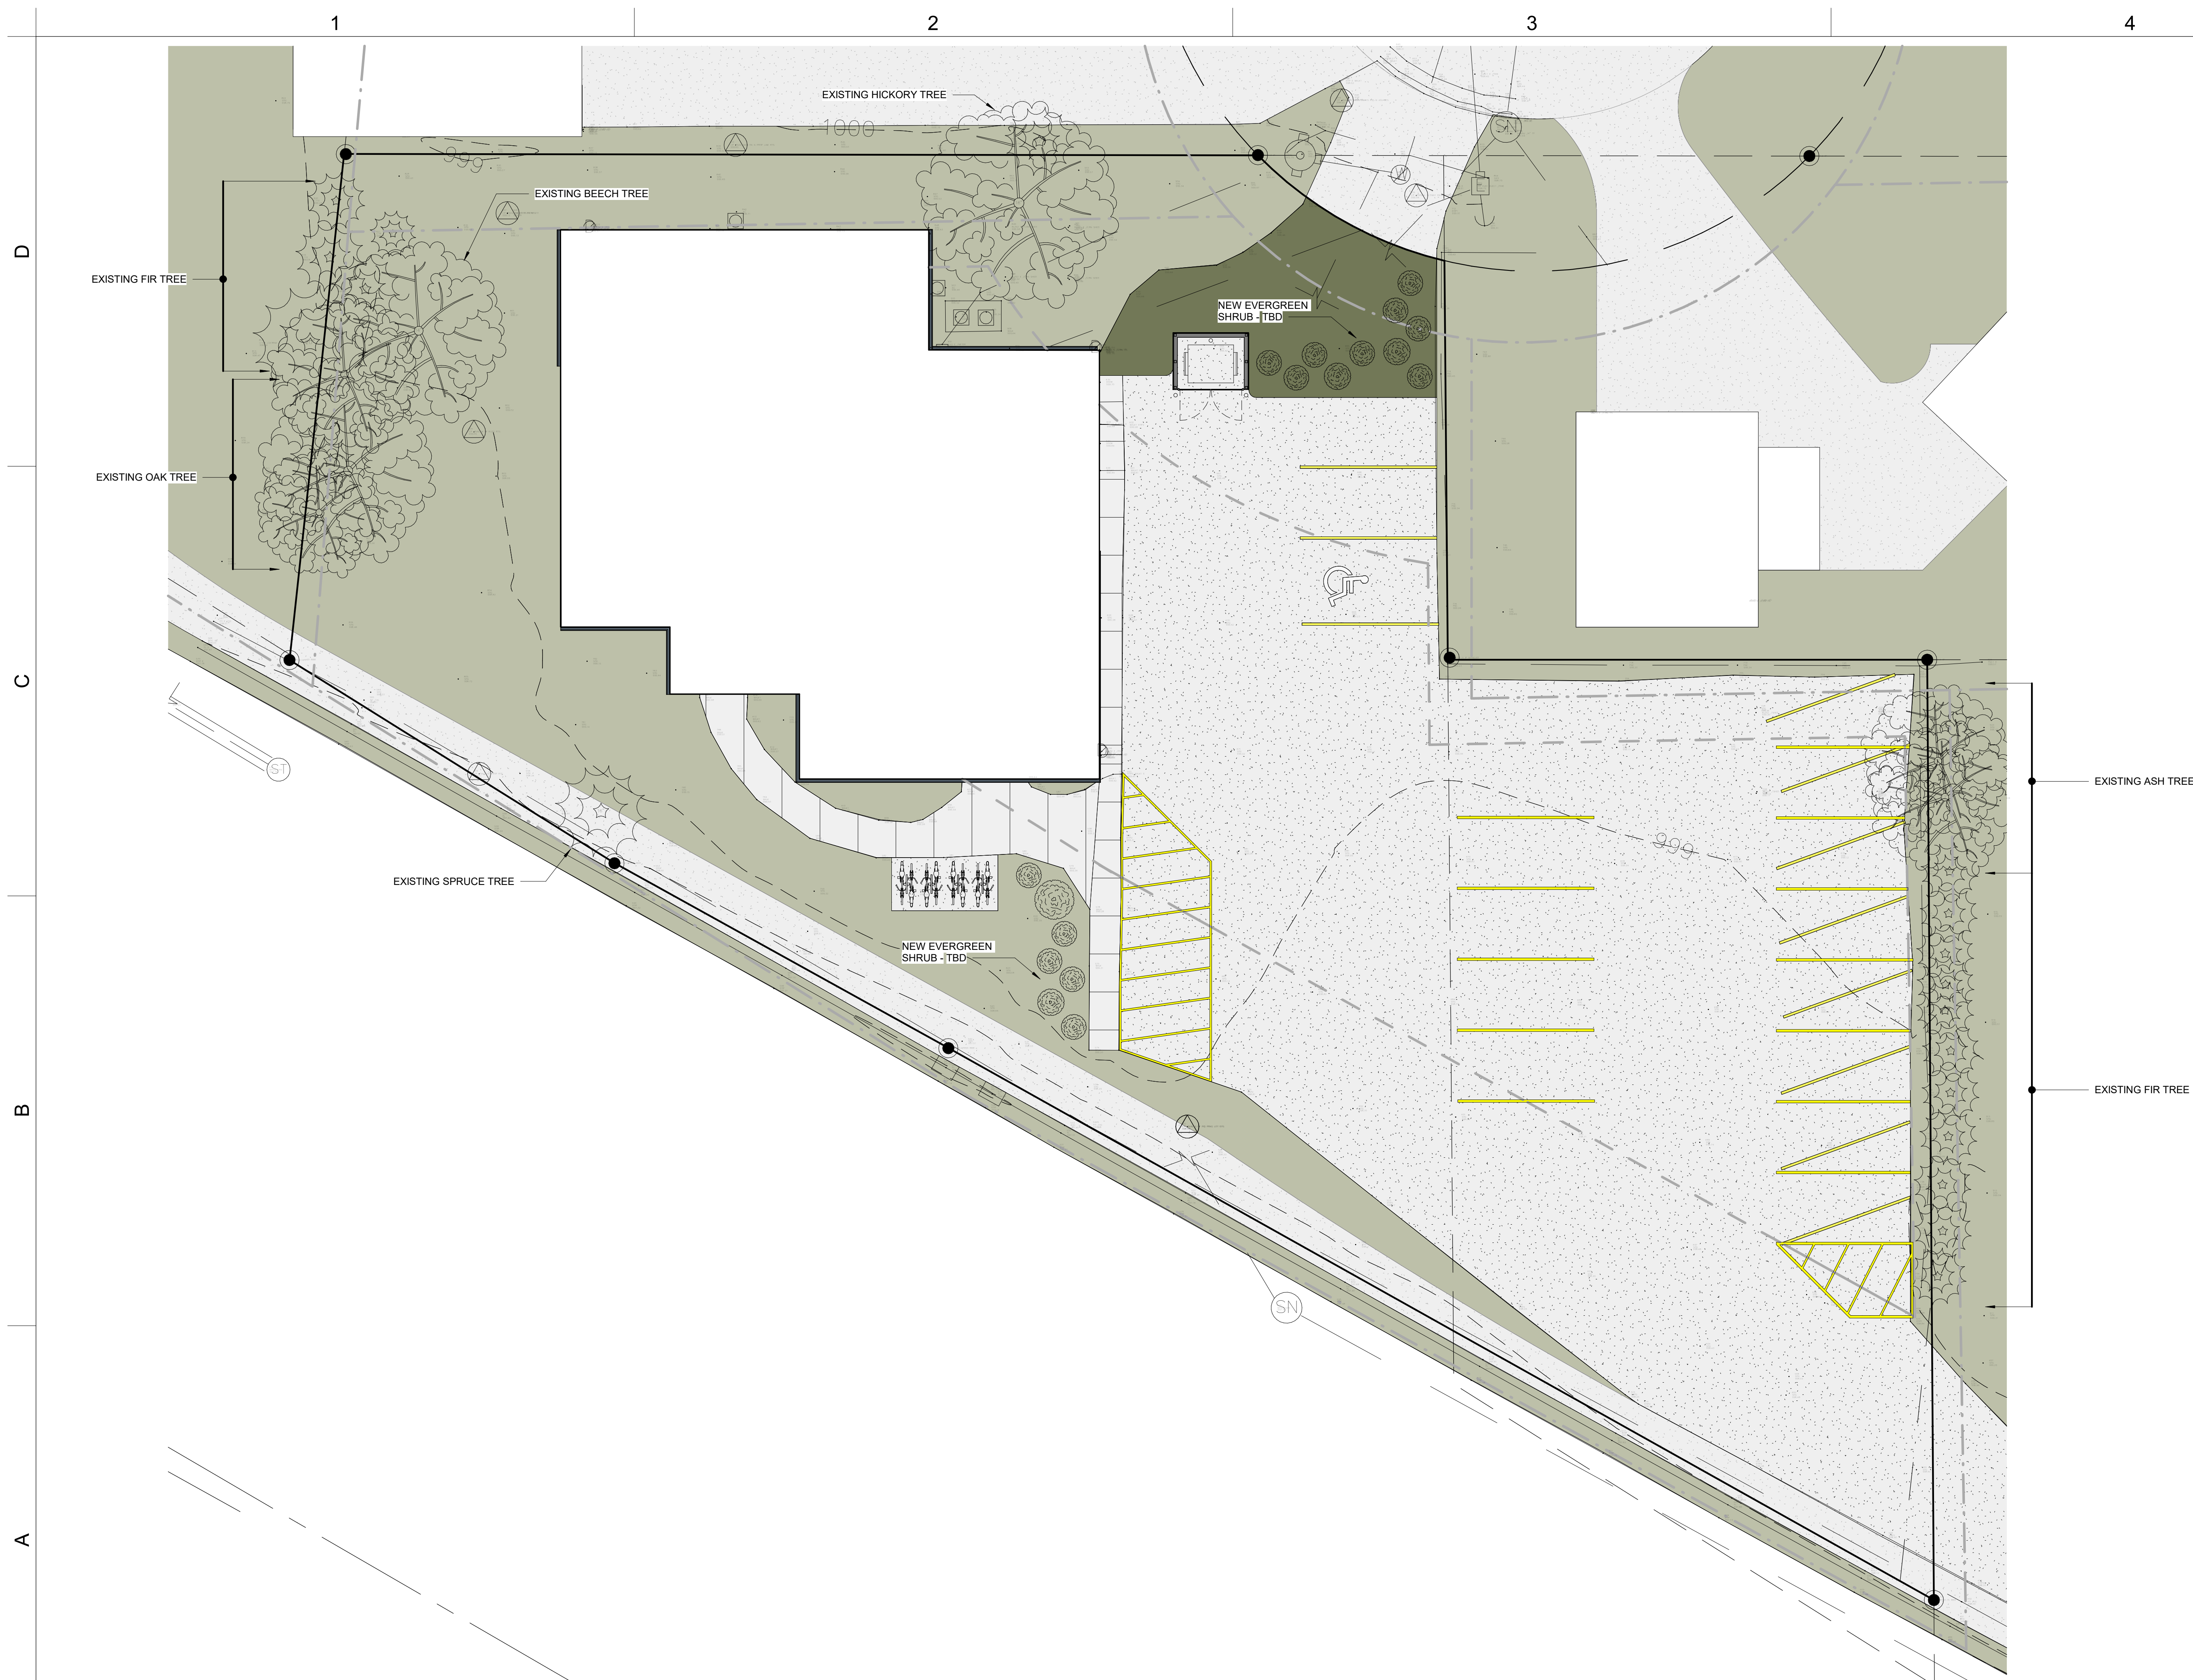 1
2
3
4
EXISTING HICKORY TREE
1000
SN
999
W
EXISTING BEECH TREE
E
D
EXISTING FIR TREE
NEW EVERGREEN
SHRUB - TBD
EXISTING OAK TREE
C
ST
EXISTING ASH TREE
999
EXISTING SPRUCE TREE
NEW EVERGREEN
SHRUB - TBD
EXISTING FIR TREE
B
SN
A